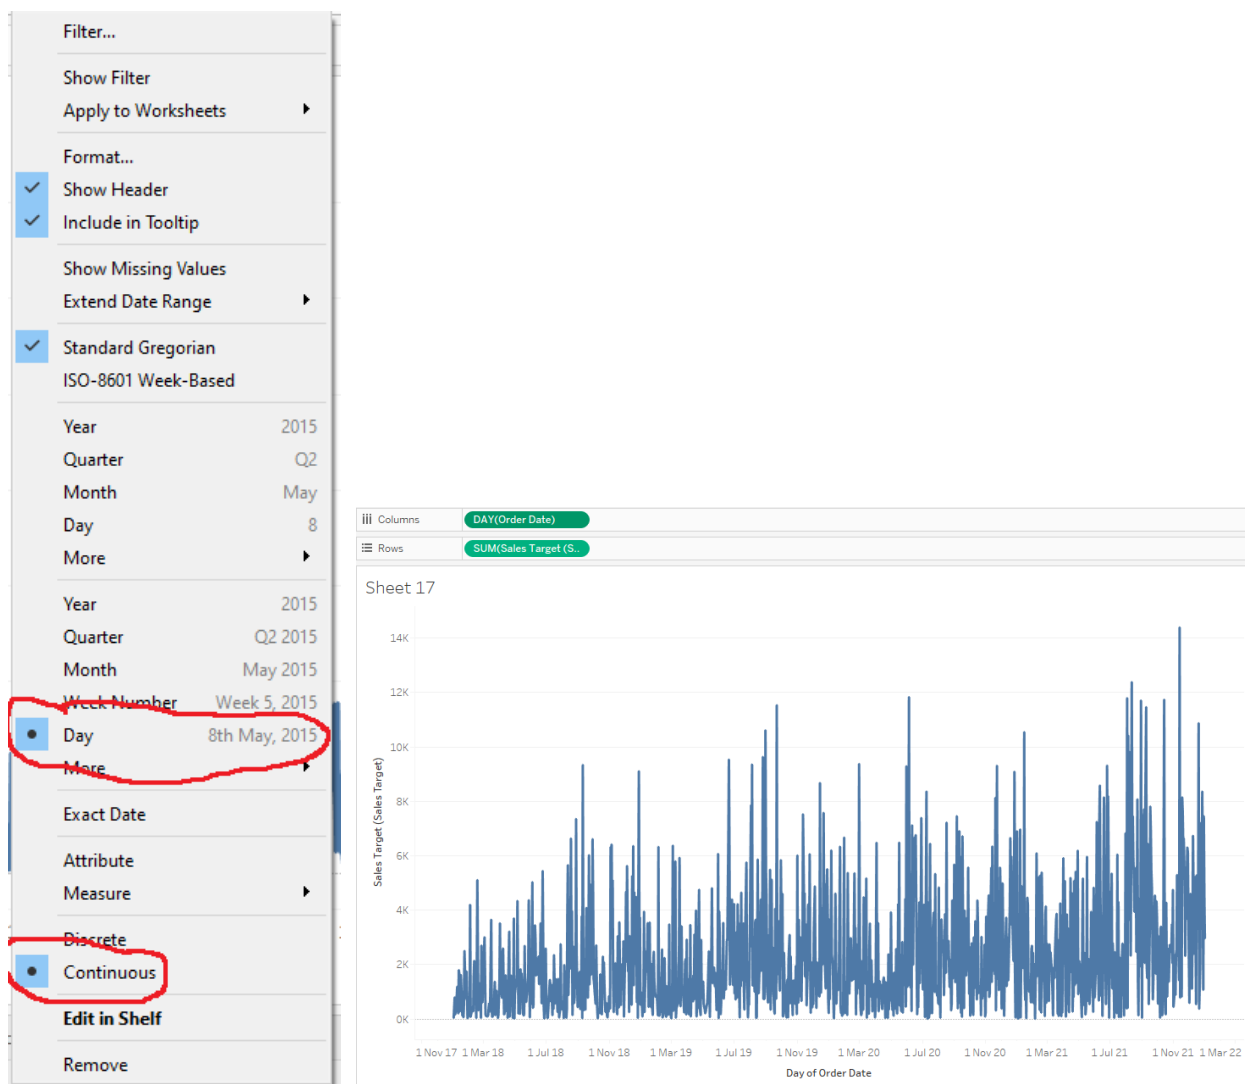 Filter...
Show Filter
Apply to Worksheets
Format...
Show Header
Include in Tooltip
Show Missing Values
Extend Date Range
Standard Gregorian
ISO-8601 Week-Based
Year 2015
Quarter Q2
Month May
Day 8
More
Year 2015
Quarter Q2 2015
Month May 2015
Week Number Week 5, 2015
Day 8th May, 2015
More
Exact Date
Attribute
Measure
Discrete
Continuous
Edit in Shelf
Remove
Columns DAY(Order Date)
Rows SUM(Sales Target (S..
Sheet 17
14K
12K
10K
8K
6K
4K
2K
0K
Sales Target (Sales Target)
1 Nov 17 1 Mar 18 1 Jul 18 1 Nov 18 1 Mar 19 1 Jul 19 1 Nov 19 1 Mar 20 1 Jul 20 1 Nov 20 1 Mar 21 1 Jul 21 1 Nov 21 1 Mar 22
Day of Order Date